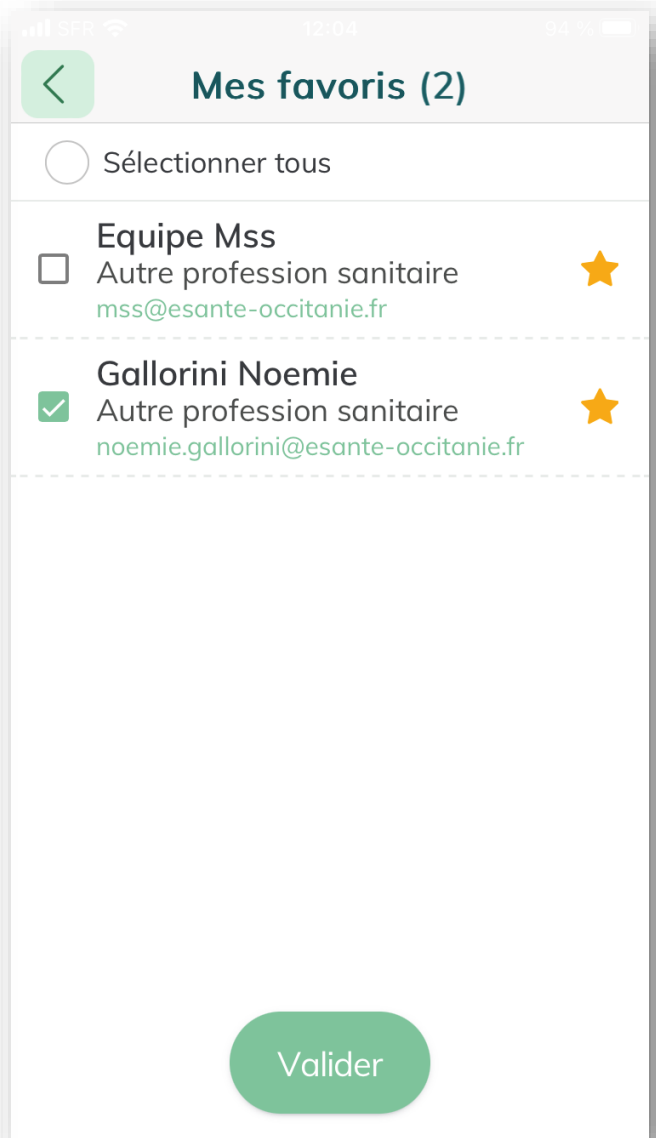 SFR 12:04 94 %
Mes favoris (2)
Sélectionner tous
Equipe Mss
Autre profession sanitaire
mss@esante-occitanie.fr
Gallorini Noemie
Autre profession sanitaire
noemie.gallorini@esante-occitanie.fr
Valider